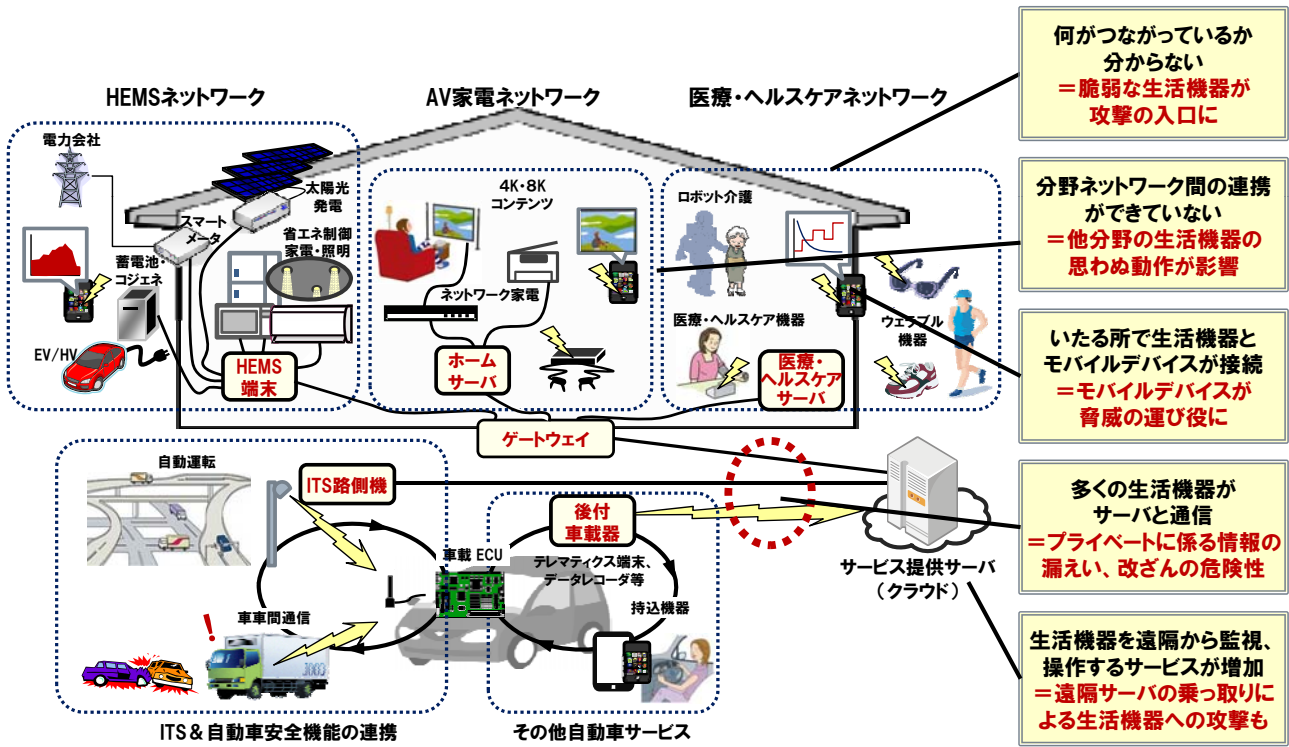 HEMSネットワーク
AV家電ネットワーク
医療・ヘルスケアネットワーク
電力会社
太陽光
発電
スマート
メータ
省エネ制御
家電・照明
蓄電池・
コジェネ
EV/HV
HEMS
端末
4K・8K
コンテンツ
ネットワーク家電
ホーム
サーバ
ロボット介護
医療・ヘルスケア機器
ウェラブル
機器
医療・
ヘルスケア
サーバ
ゲートウェイ
自動運転
ITS路側機
車載 ECU
車車間通信
!
ITS＆自動車安全機能の連携
後付
車載器
テレマティクス端末、
データレコーダ等
持込機器
その他自動車サービス
サービス提供サーバ
（クラウド）
何がつながっているか
分からない
＝脆弱な生活機器が
攻撃の入口に
分野ネットワーク間の連携
ができていない
＝他分野の生活機器の
思わぬ動作が影響
いたる所で生活機器と
モバイルデバイスが接続
＝モバイルデバイスが
脅威の運び役に
多くの生活機器が
サーバと通信
＝プライベートに係る情報の
漏えい、改ざんの危険性
生活機器を遠隔から監視、
操作するサービスが増加
＝遠隔サーバの乗っ取りに
よる生活機器への攻撃も